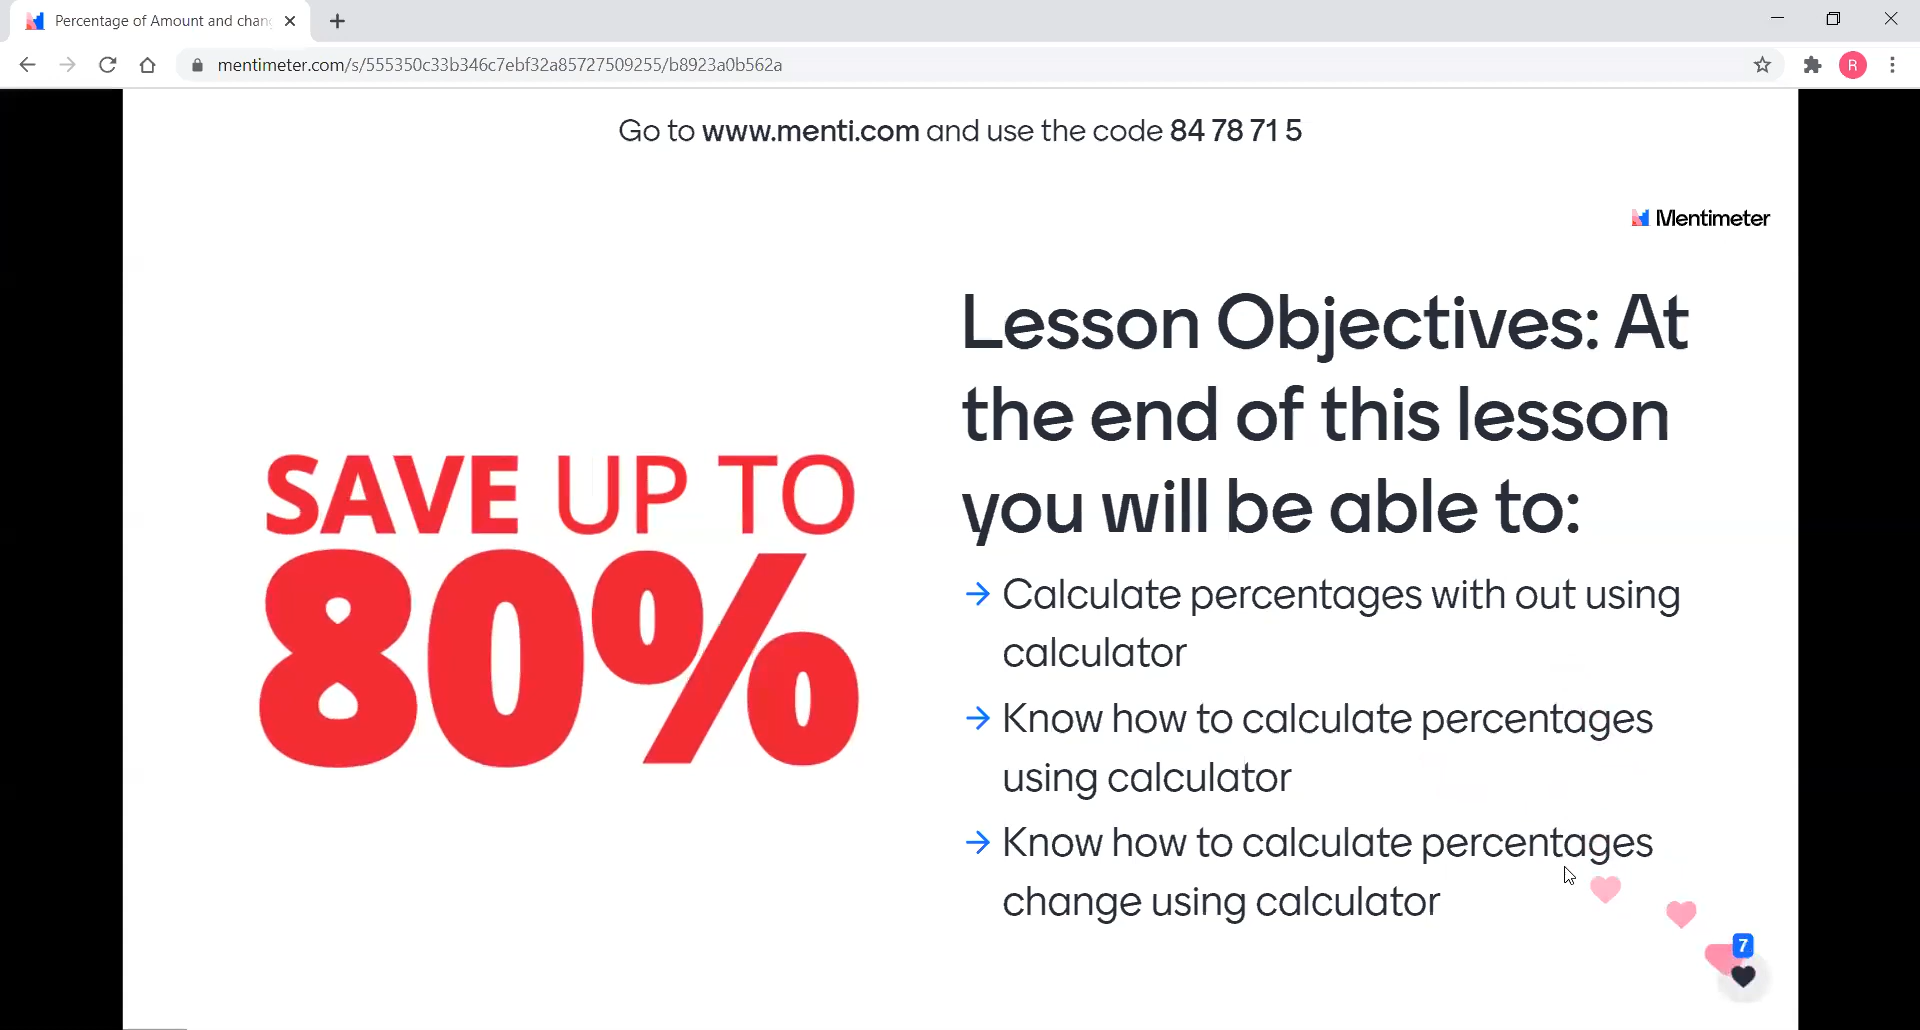 Percentage of Amount and chan
mentimeter.com/s/555350c33b346c7ebf32a85727509255/b8923a0b562a
R
Go to www.menti.com and use the code 84 78 71 5
Mentimeter
SAVE UP TO
80%
Lesson Objectives: At
the end of this lesson
you will be able to:
→ Calculate percentages with out using
calculator
→ Know how to calculate percentages
using calculator
→ Know how to calculate percentages
change using calculator
7